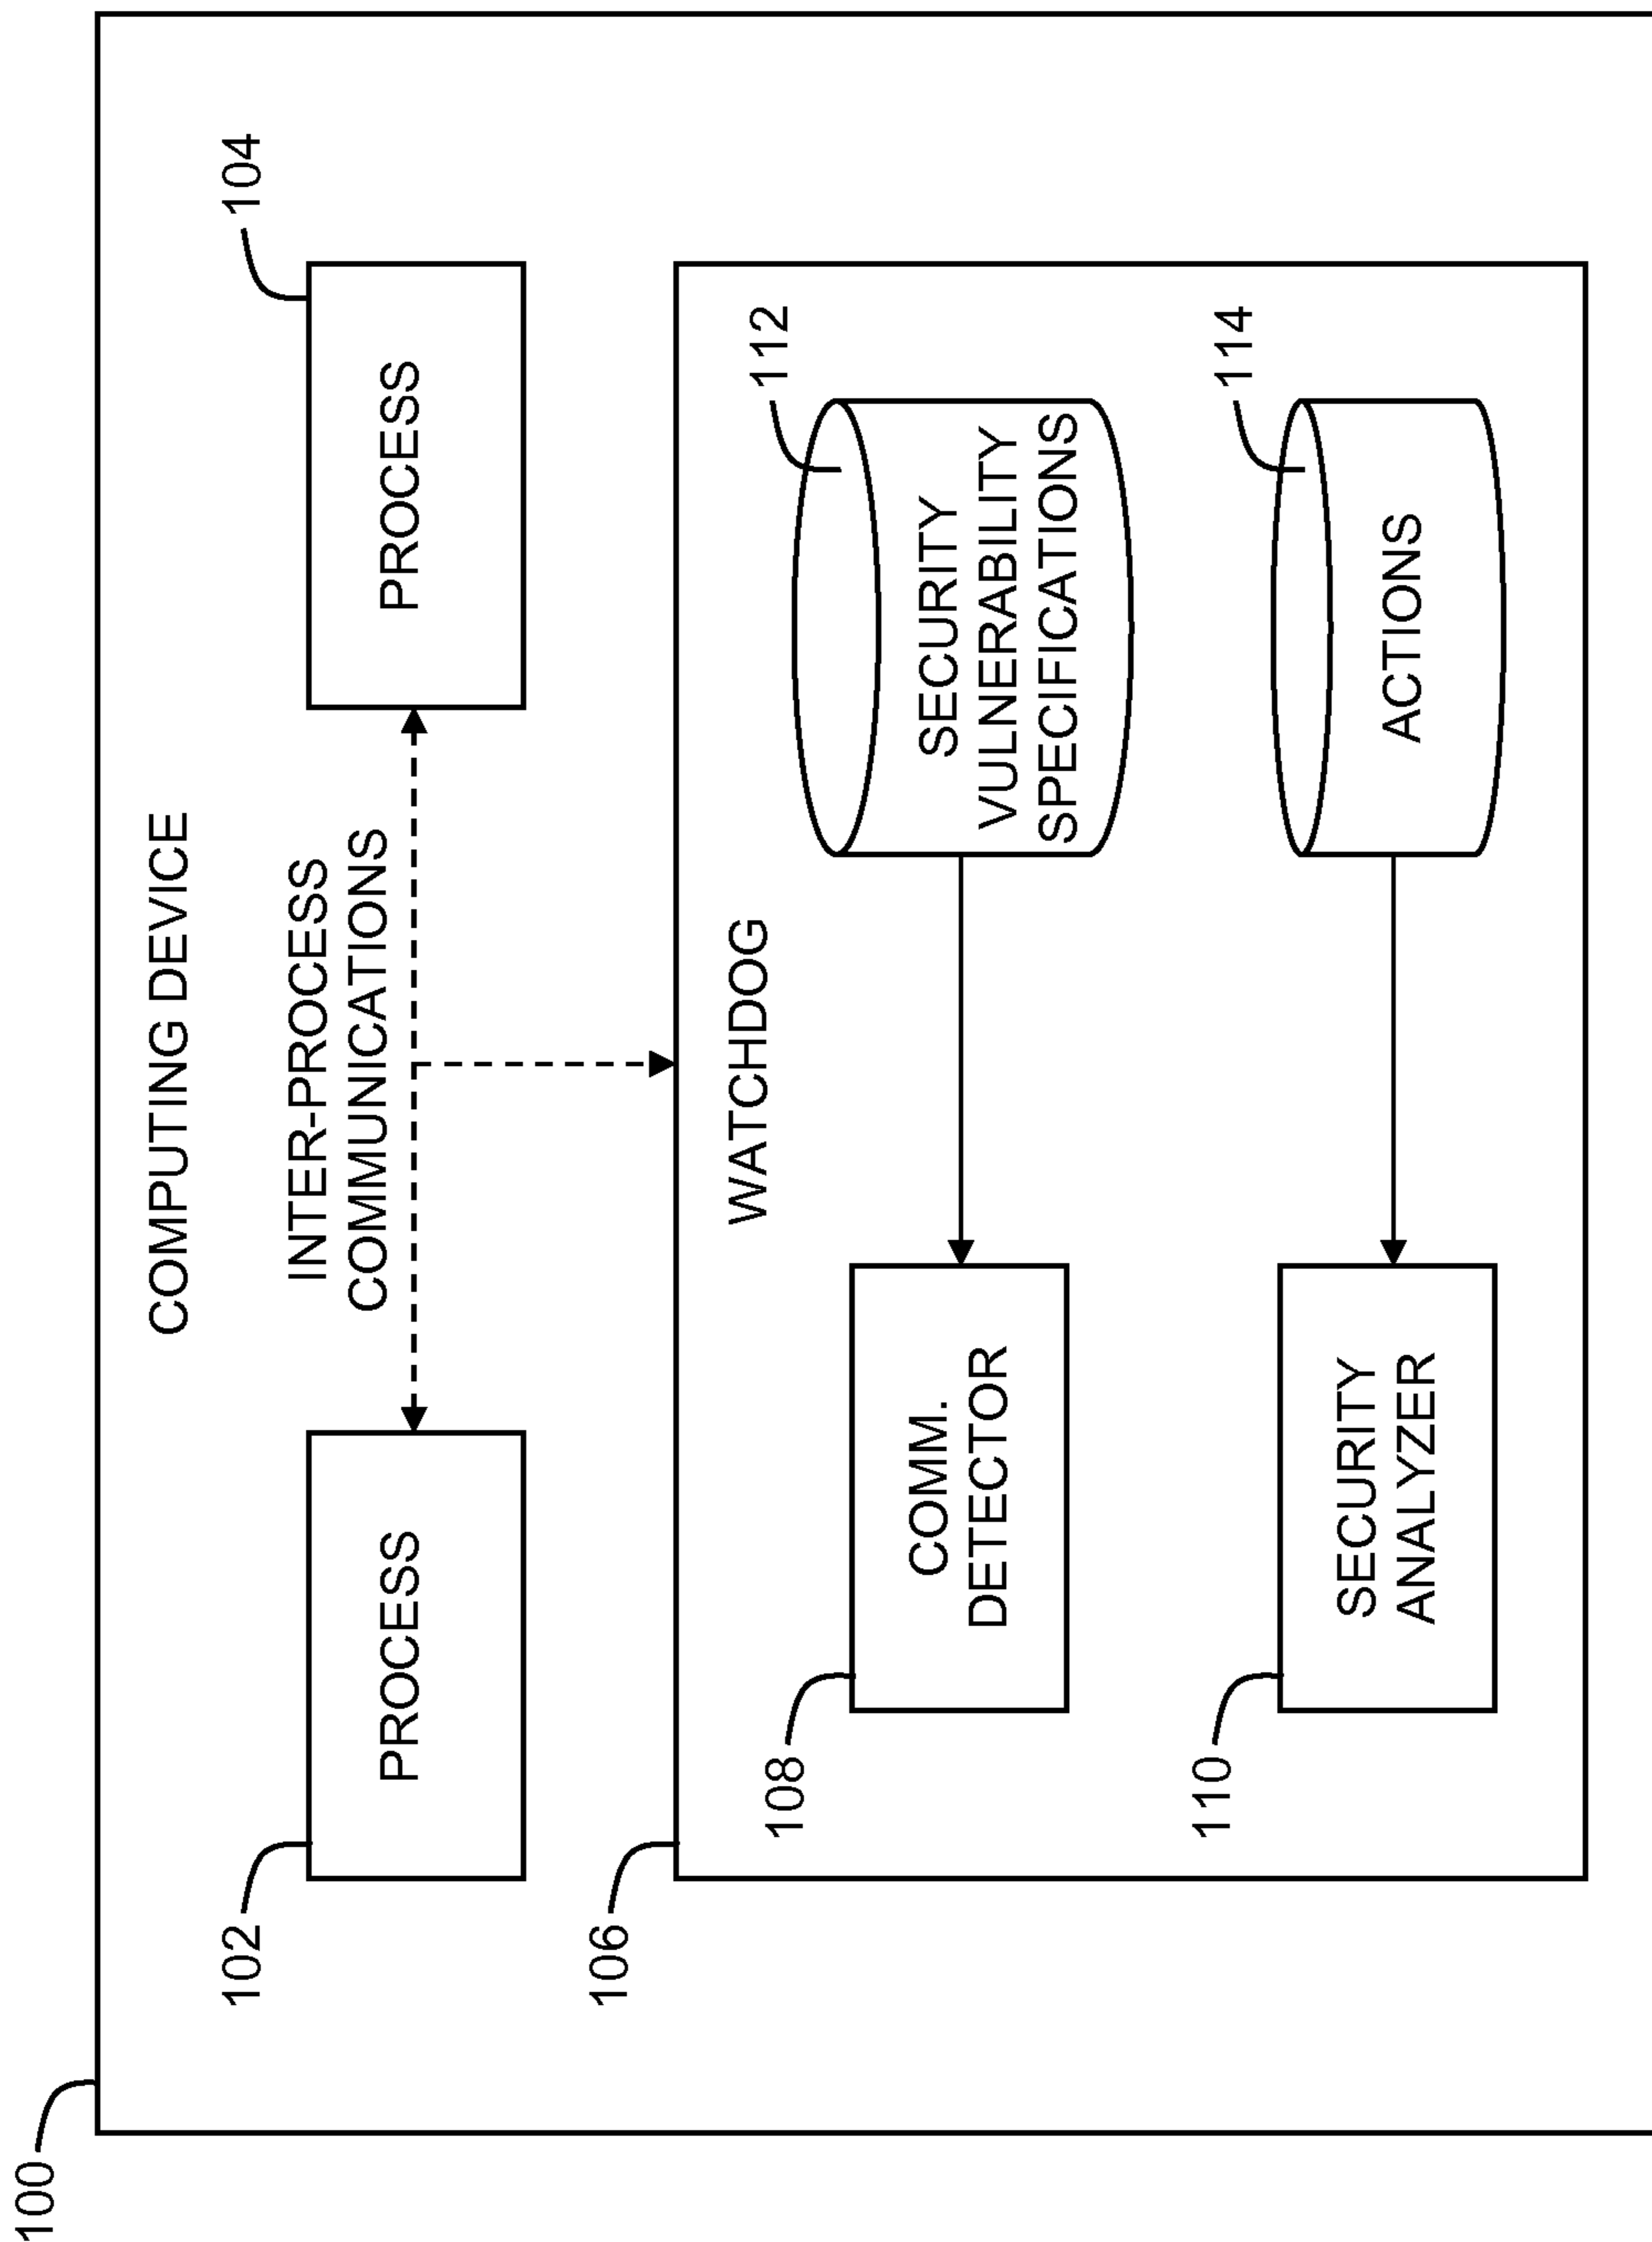 100
COMPUTING DEVICE
102
PROCESS
INTER-PROCESS
COMMUNICATIONS
104
PROCESS
106
WATCHDOG
108
COMM.
DETECTOR
112
SECURITY
VULNERABILITY
SPECIFICATIONS
110
SECURITY
ANALYZER
114
ACTIONS